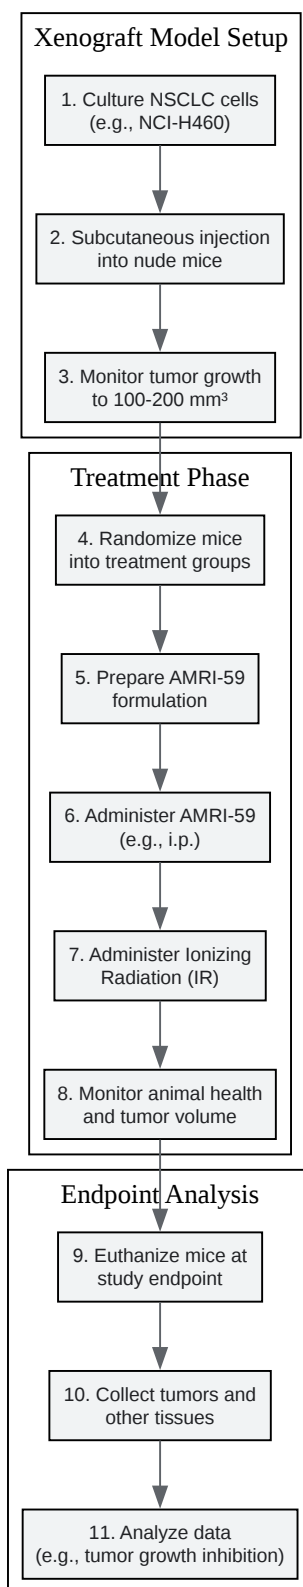 Xenograft Model Setup
1. Culture NSCLC cells
(e.g., NCI-H460)
2. Subcutaneous injection
into nude mice
3. Monitor tumor growth
to 100-200 mm³
Treatment Phase
4. Randomize mice
into treatment groups
5. Prepare AMRI-59
formulation
6. Administer AMRI-59
(e.g., i.p.)
7. Administer Ionizing
Radiation (IR)
8. Monitor animal health
and tumor volume
Endpoint Analysis
9. Euthanize mice at
study endpoint
10. Collect tumors and
other tissues
11. Analyze data
(e.g., tumor growth inhibition)